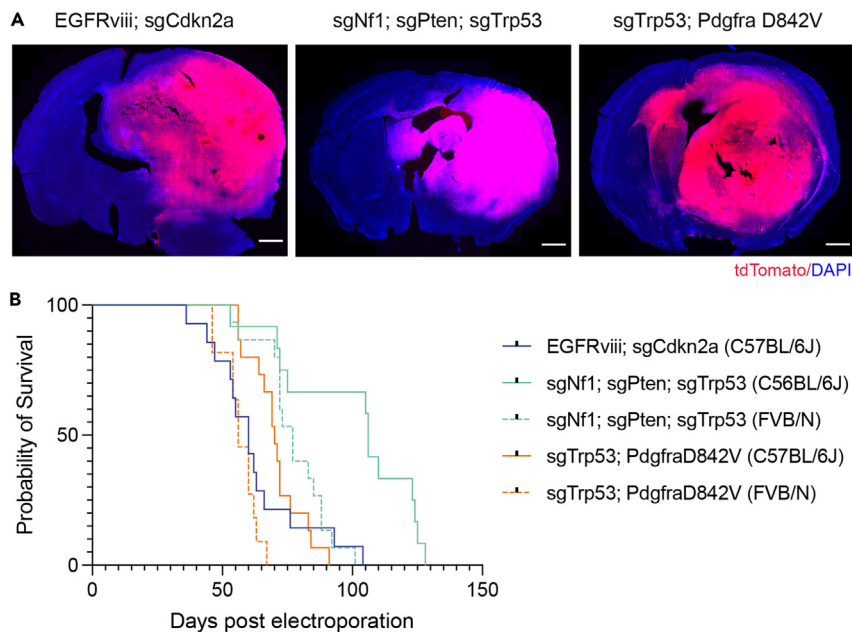 A
EGFRviii; sgCdkn2a
sgNf1; sgPten; sgTrp53
sgTrp53; Pdgfra D842V
tdTomato/DAPI
B
Probability of Survival
100
50
0
0
50
100
150
Days post electroporation
EGFRviii; sgCdkn2a (C57BL/6J)
sgNf1; sgPten; sgTrp53 (C56BL/6J)
sgNf1; sgPten; sgTrp53 (FVB/N)
sgTrp53; PdgfraD842V (C57BL/6J)
sgTrp53; PdgfraD842V (FVB/N)